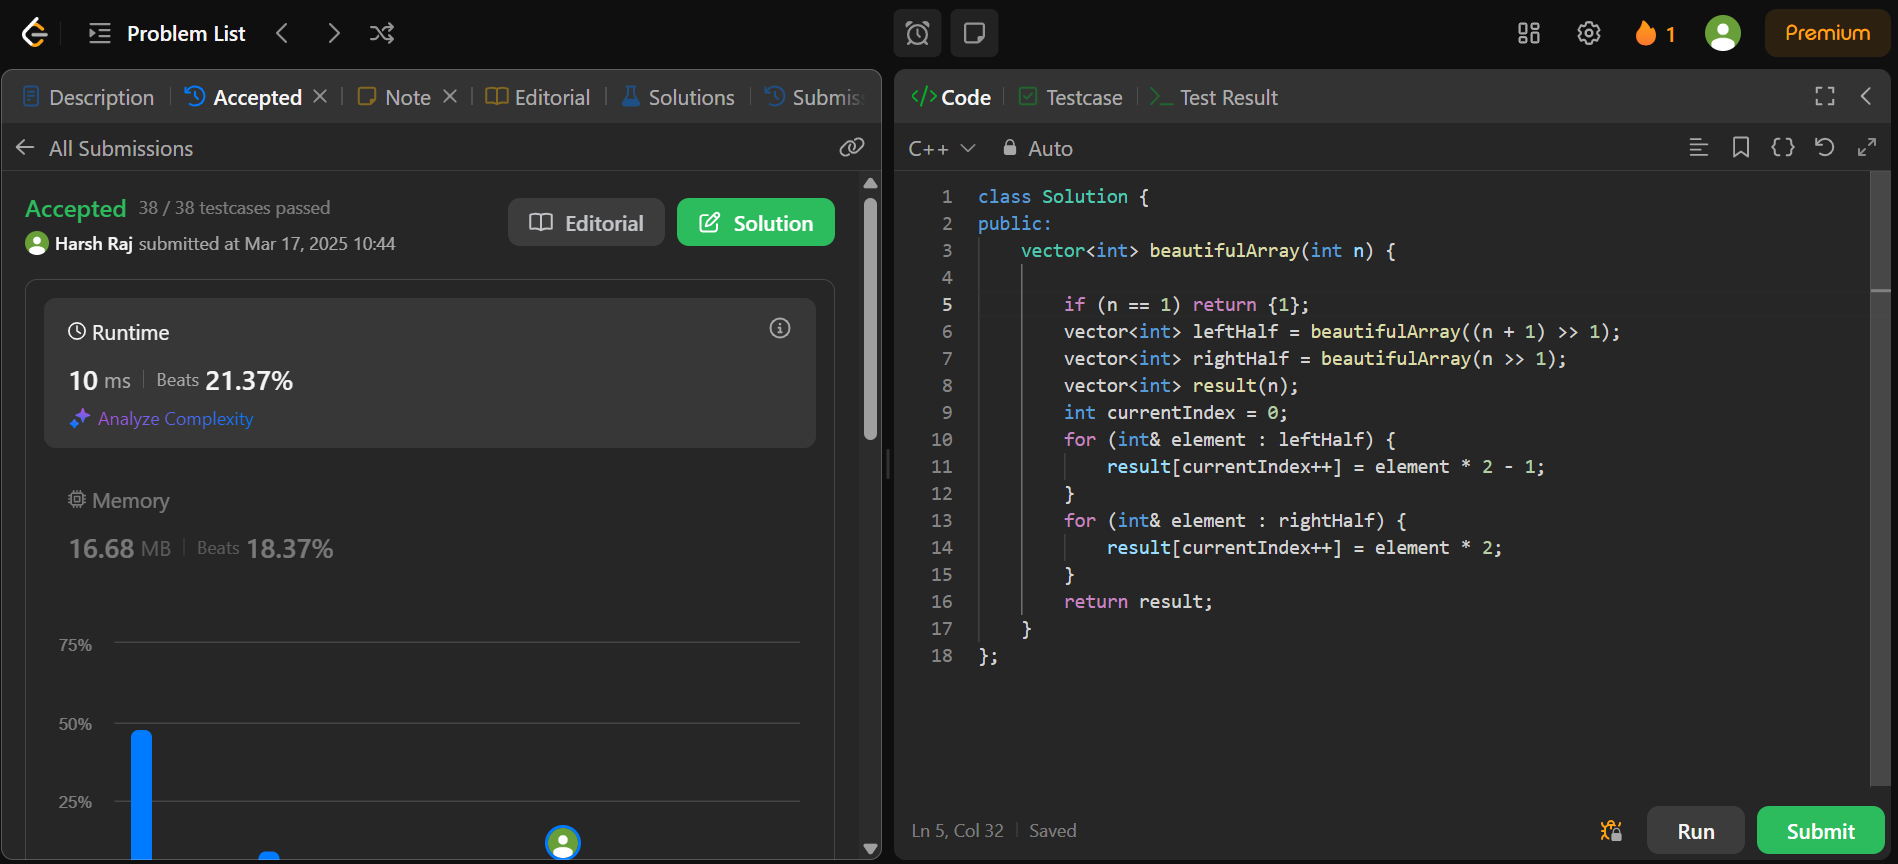 Problem List
1
Premium
Description
Accepted
Note
Editorial
Solutions
All Submissions
Accepted 38 / 38 testcases passed
Harsh Raj submitted at Mar 17, 2025 10:44
Editorial
Solution
Runtime
10 ms
Beats 21.37%
Analyze Complexity
Memory
16.68 MB
Beats 18.37%
75%
50%
25%
</> Code
Testcase
Test Result
C++
Auto
1 class Solution {
2 public:
3 vector<int> beautifulArray(int n) {
4
5 if (n == 1) return {1};
6 vector<int> leftHalf = beautifulArray((n + 1) >> 1);
7 vector<int> rightHalf = beautifulArray(n >> 1);
8 vector<int> result(n);
9 int currentIndex = 0;
10 for (int& element : leftHalf) {
11 result[currentIndex++] = element * 2 - 1;
12 }
13 for (int& element : rightHalf) {
14 result[currentIndex++] = element * 2;
15 }
16 return result;
17 }
18 };
Ln 5, Col 32
Saved
Run
Submit